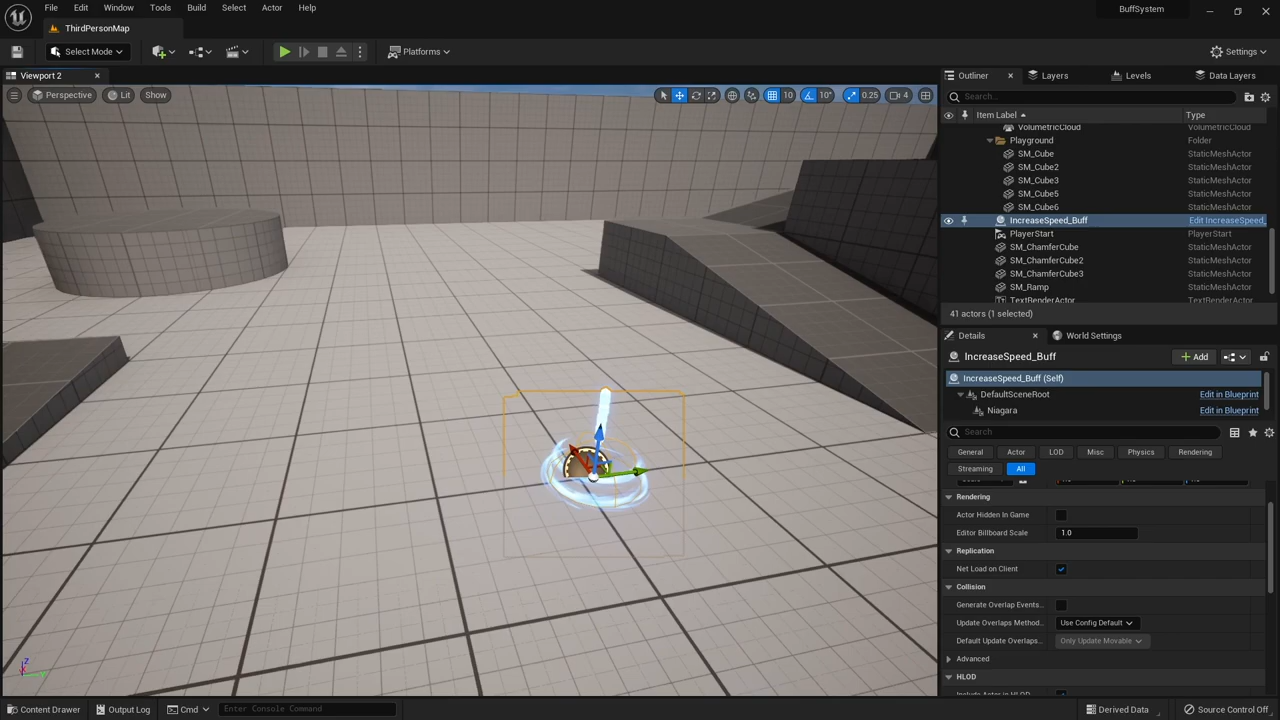 File Edit Window Tools Build Select Actor Help
BuffSystem
ThirdPersonMap
Select Mode
Platforms
Settings
Viewport 2
Perspective Lit Show
10 10° 0.25 4
Outliner Layers Levels Data Layers
Search...
Item Label Type
VolumetricCloud VolumetricCloud
Playground Folder
SM_Cube StaticMeshActor
SM_Cube2 StaticMeshActor
SM_Cube3 StaticMeshActor
SM_Cube5 StaticMeshActor
SM_Cube6 StaticMeshActor
IncreaseSpeed_Buff Edit IncreaseSpeed_
PlayerStart PlayerStart
SM_ChamferCube StaticMeshActor
SM_ChamferCube2 StaticMeshActor
SM_ChamferCube3 StaticMeshActor
SM_Ramp StaticMeshActor
TextRenderActor TextRenderActor
41 actors (1 selected)
Details World Settings
IncreaseSpeed_Buff
Add
IncreaseSpeed_Buff (Self)
DefaultSceneRoot Edit in Blueprint
Niagara Edit in Blueprint
Search
General Actor LOD Misc Physics Rendering
Streaming All
Rendering
Actor Hidden In Game
Editor Billboard Scale 1.0
Replication
Net Load on Client
Collision
Generate Overlap Events...
Update Overlaps Method... Use Config Default
Default Update Overlaps... Only Update Movable
Advanced
HLOD
Include Actor in HLOD
Z
Y
Content Drawer Output Log Cmd Enter Console Command
Derived Data Source Control Off